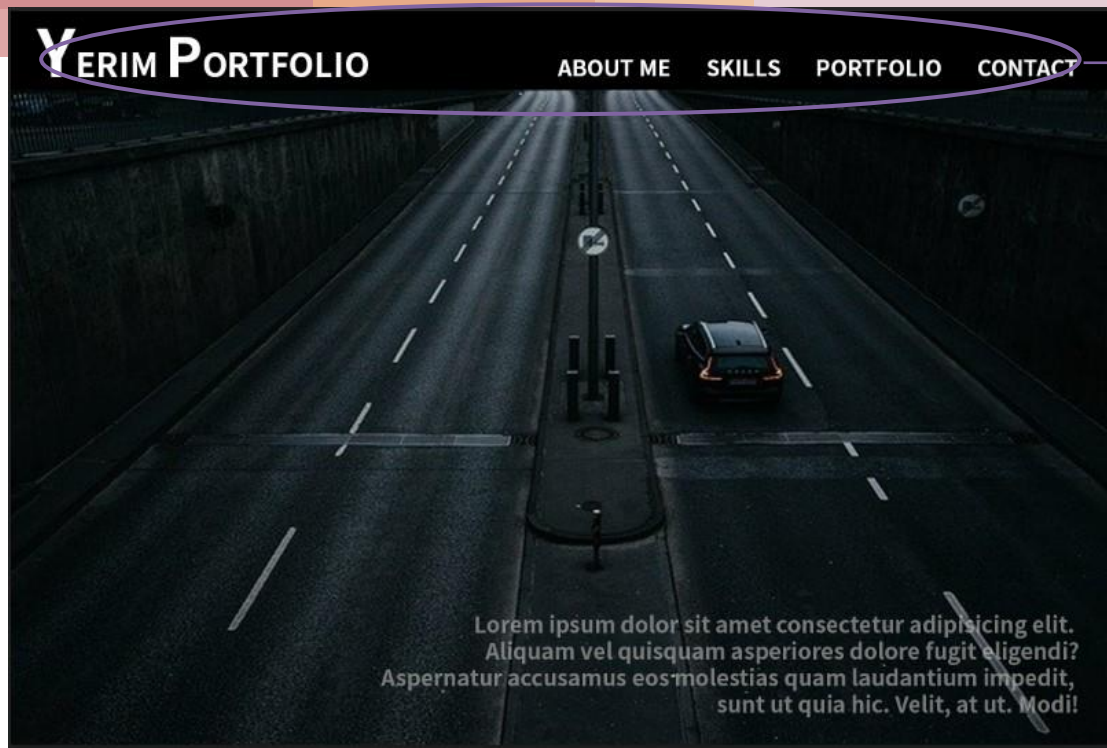 YERIM PORTFOLIO
ABOUT ME SKILLS PORTFOLIO CONTACT
Lorem ipsum dolor sit amet consectetur adipisicing elit.
Aliquam vel quisquam asperiores dolore fugit eligendi?
Aspernatur accusamus eos molestias quam laudantium impedit,
sunt ut quia hic. Velit, at ut. Modi!